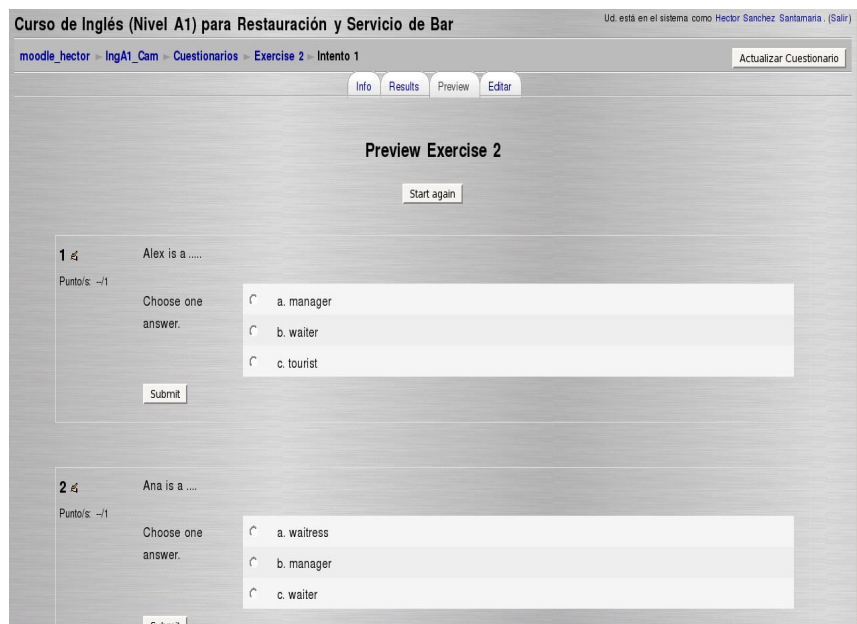 Curso de Inglés (Nivel A1) para Restauración y Servicio de Bar
Ud. está en el sistema como Hector Sanchez Santamaria. (Salir)
moodle_hector ► IngA1_Cam ► Cuestionarios ► Exercise 2 ► Intento 1
Actualizar Cuestionario
Info Results Preview Editar
Preview Exercise 2
Start again
1
Alex is a .....
Punto/s: --/1
Choose one answer.
a. manager
b. waiter
c. tourist
Submit
2
Ana is a ....
Punto/s: --/1
Choose one answer.
a. waitress
b. manager
c. waiter